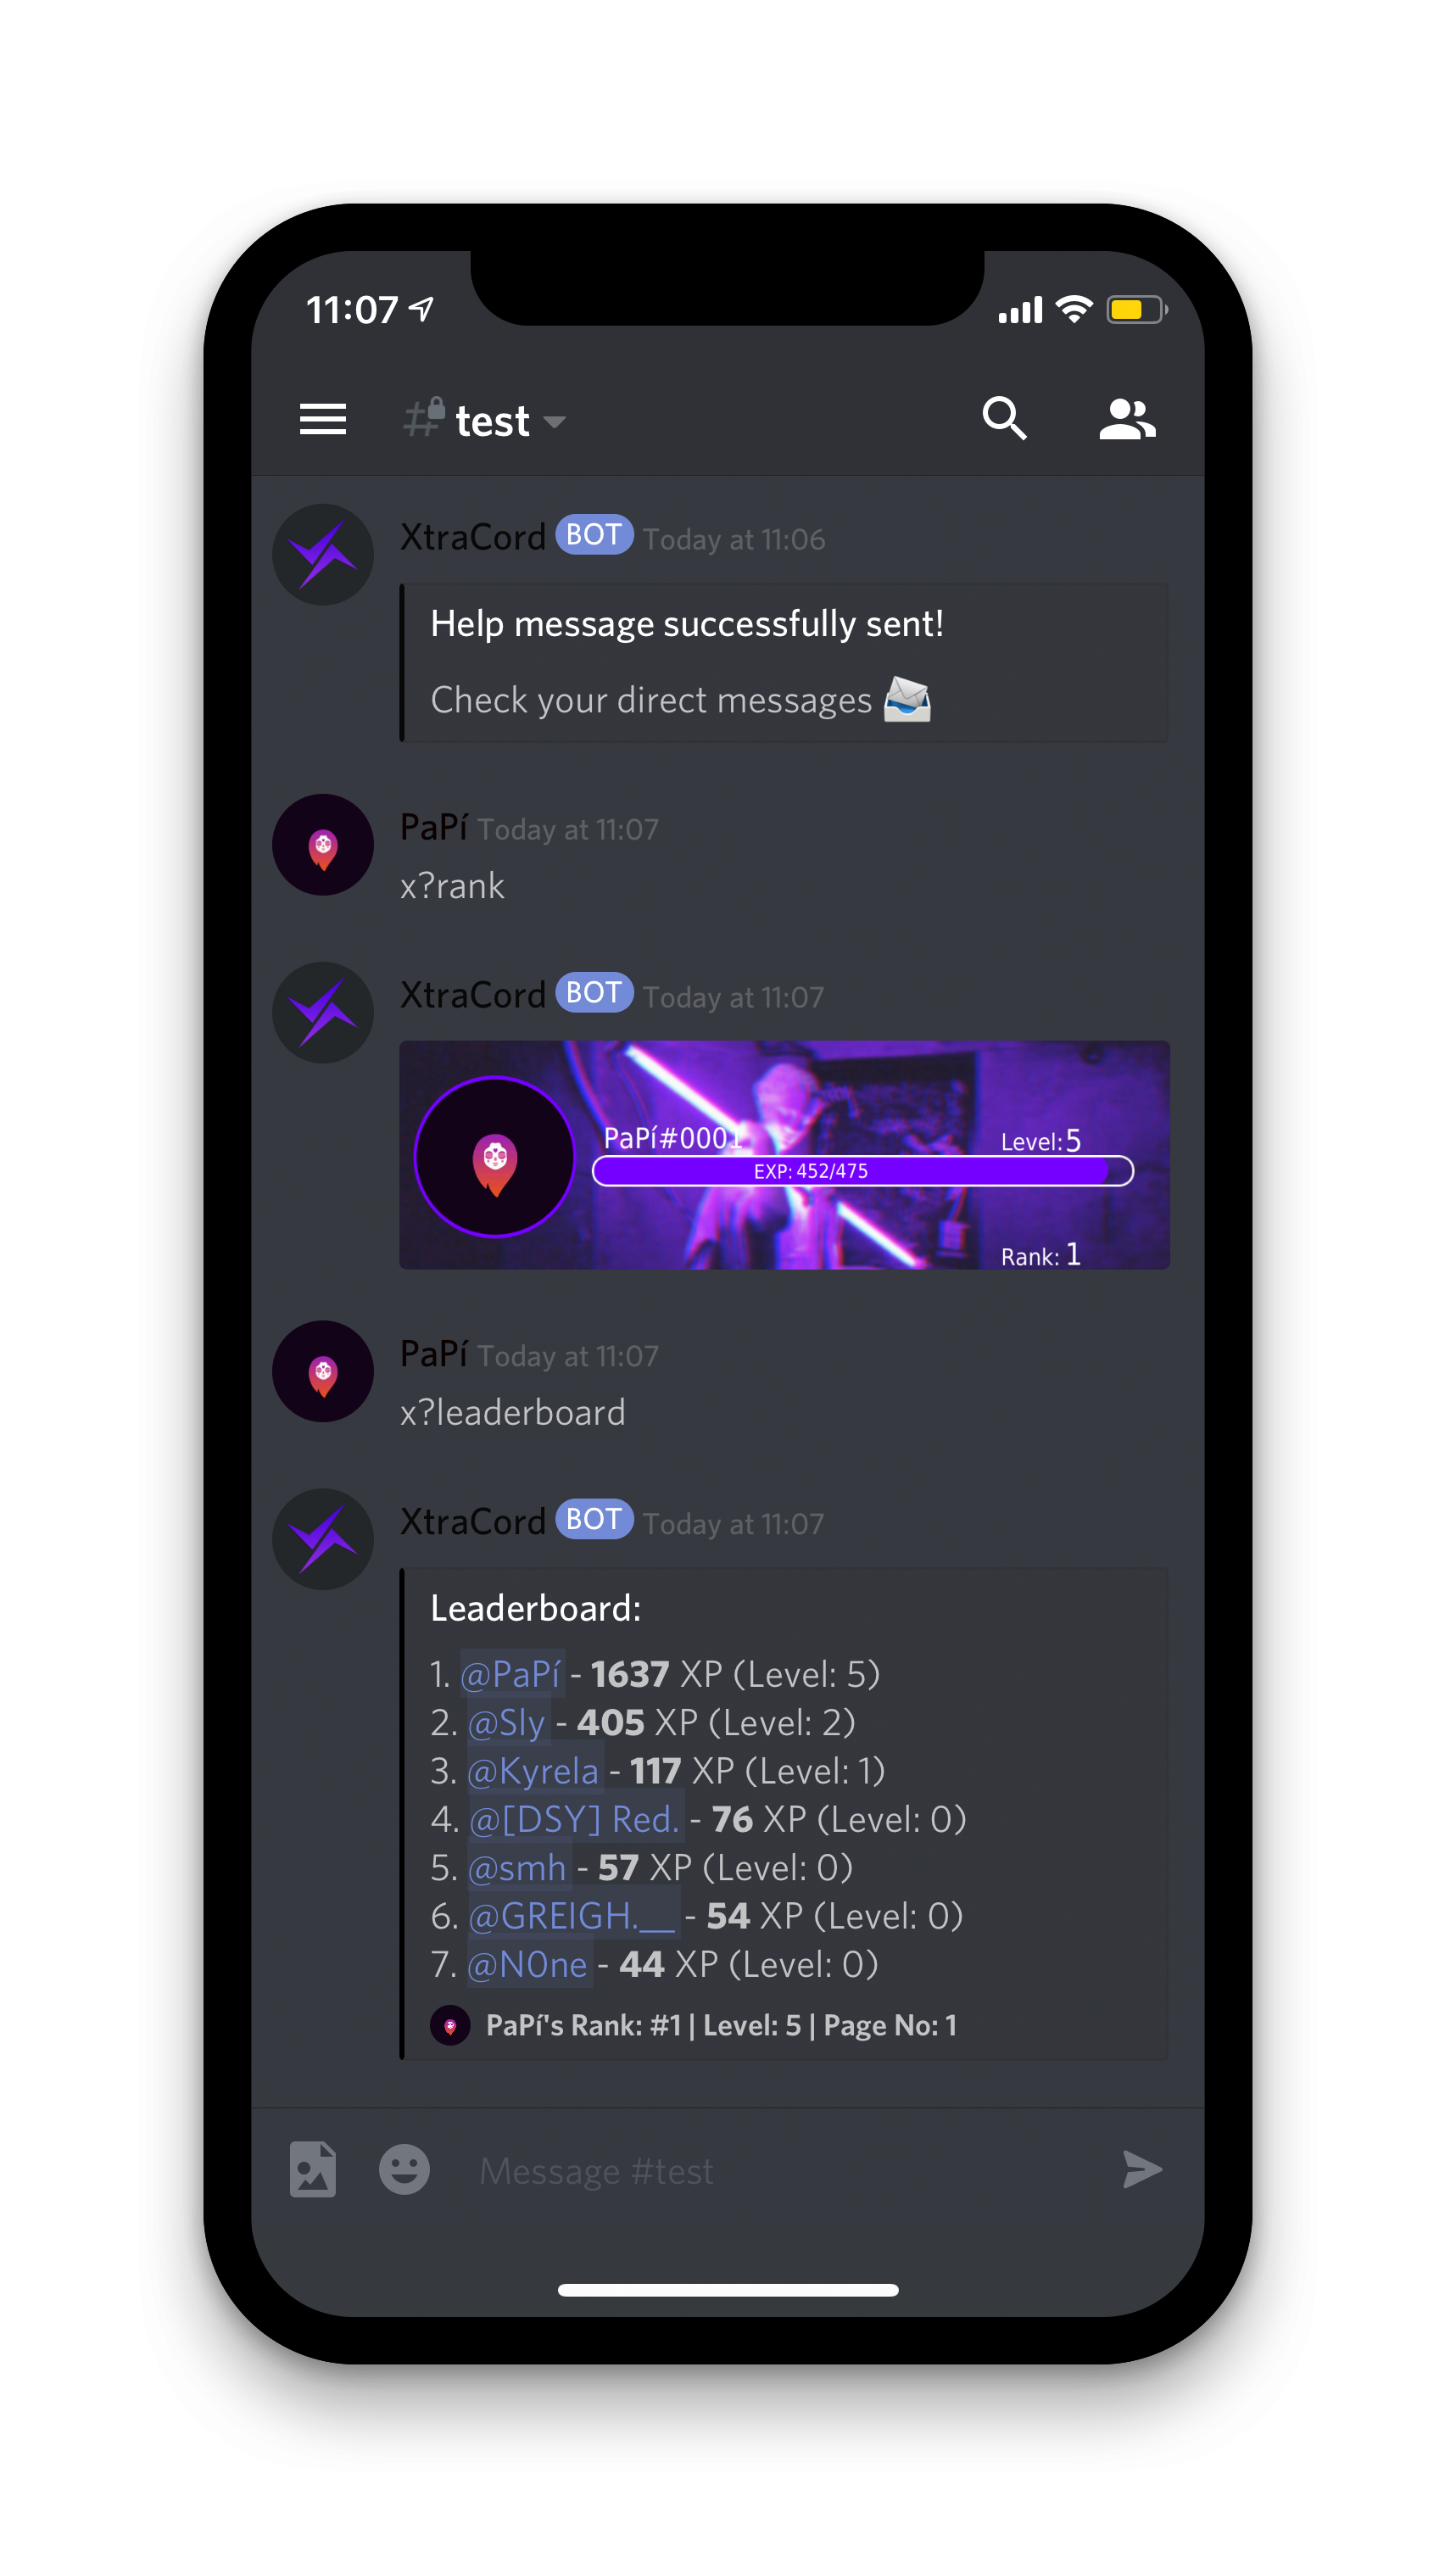 11:07
# test
XtraCord BOT Today at 11:06
Help message successfully sent!
Check your direct messages
PaPí Today at 11:07
x?rank
XtraCord BOT Today at 11:07
PaPí#0001
Level: 5
EXP: 452/475
Rank: 1
PaPí Today at 11:07
x?leaderboard
XtraCord BOT Today at 11:07
Leaderboard:
1. @PaPí - 1637 XP (Level: 5)
2. @Sly - 405 XP (Level: 2)
3. @Kyrela - 117 XP (Level: 1)
4. @[DSY] Red. - 76 XP (Level: 0)
5. @smh - 57 XP (Level: 0)
6. @GREIGH.__ - 54 XP (Level: 0)
7. @N0ne - 44 XP (Level: 0)
PaPí's Rank: #1 | Level: 5 | Page No: 1
Message #test